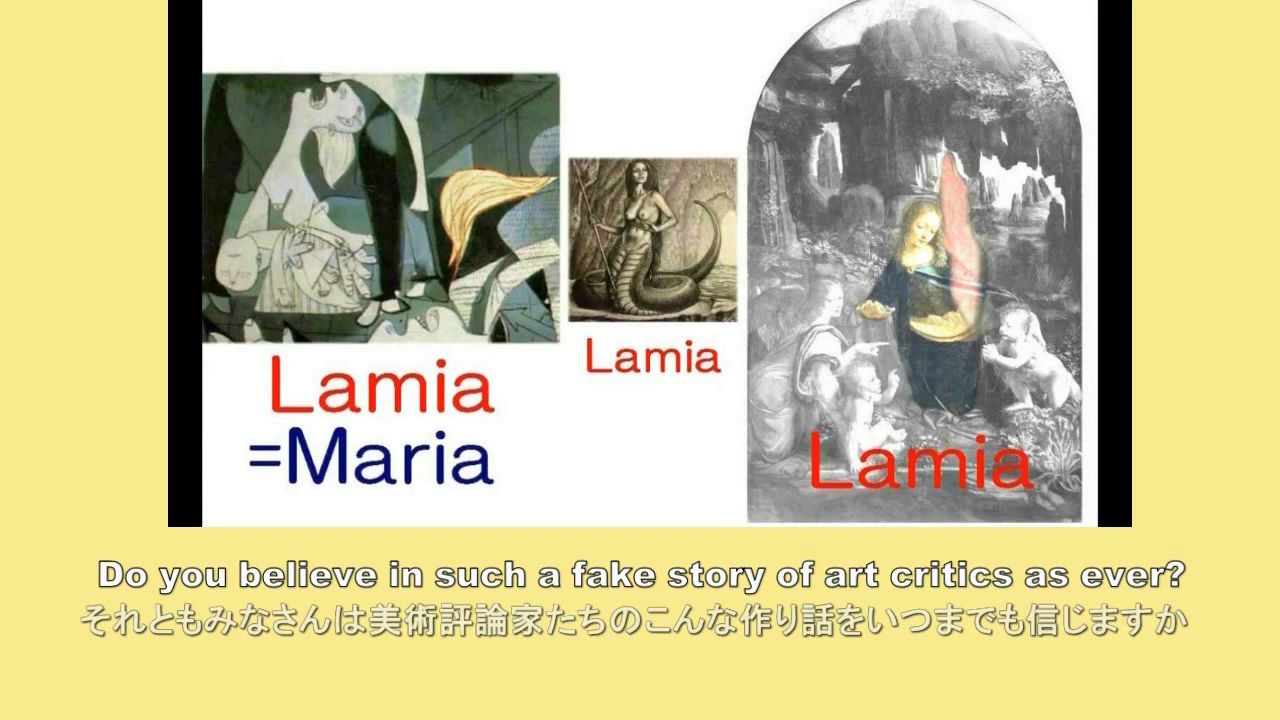 Lamia
=Maria
Lamia
Lamia
Do you believe in such a fake story of art critics as ever?
それともみなさんは美術評論家たちのこんな作り話をいつまでも信じますか